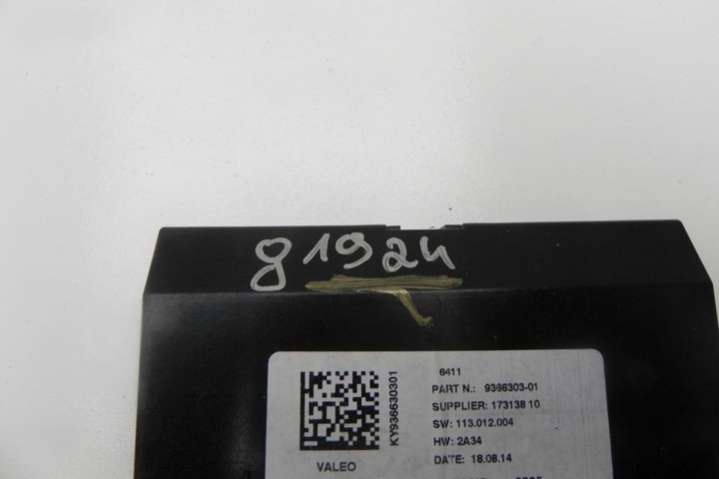 81924
6411
PART N.: 9366303-01
SUPPLIER: 173138 10
SW: 113.012.004
HW: 2A34
DATE: 18.08.14
KY936630301
VALEO